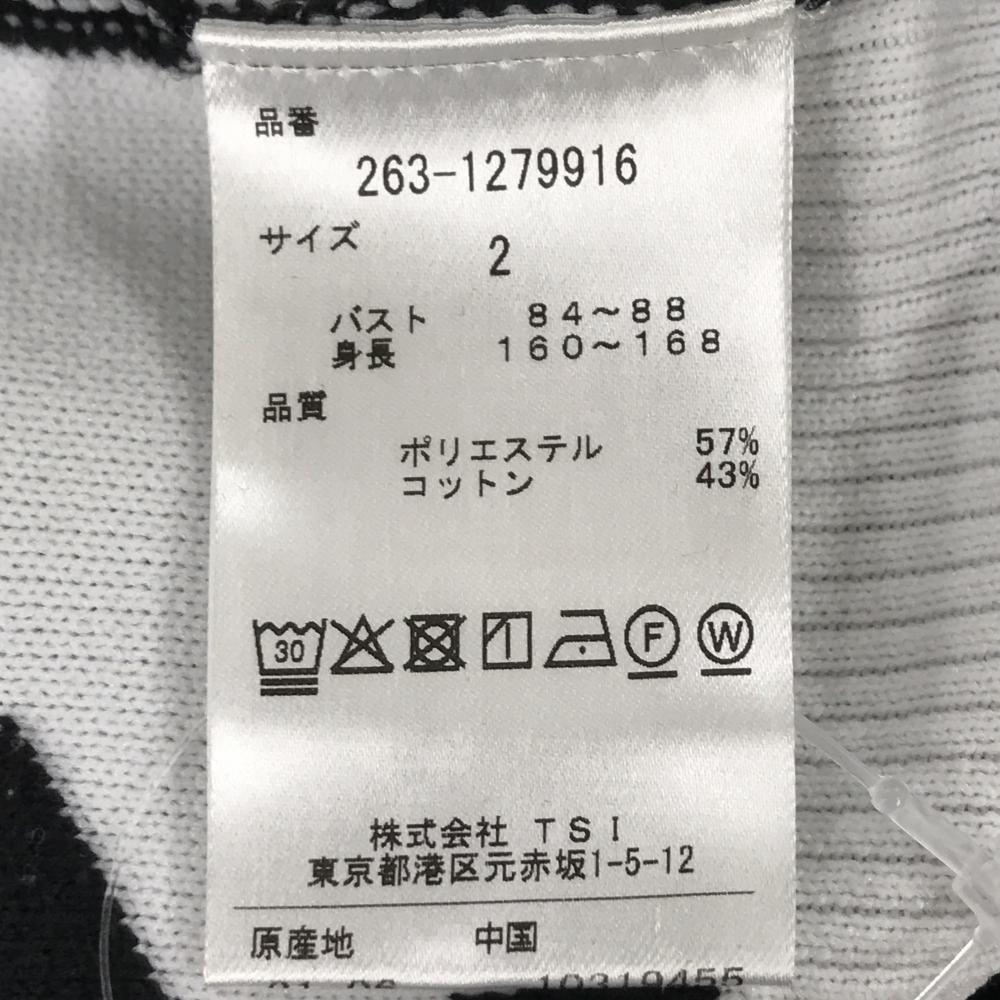 品番
263-1279916
サイズ 2
バスト 84～88
身長 160～168
品質
ポリエステル 57%
コットン 43%
30 F W
株式会社 TSI
東京都港区元赤坂1-5-12
原産地 中国